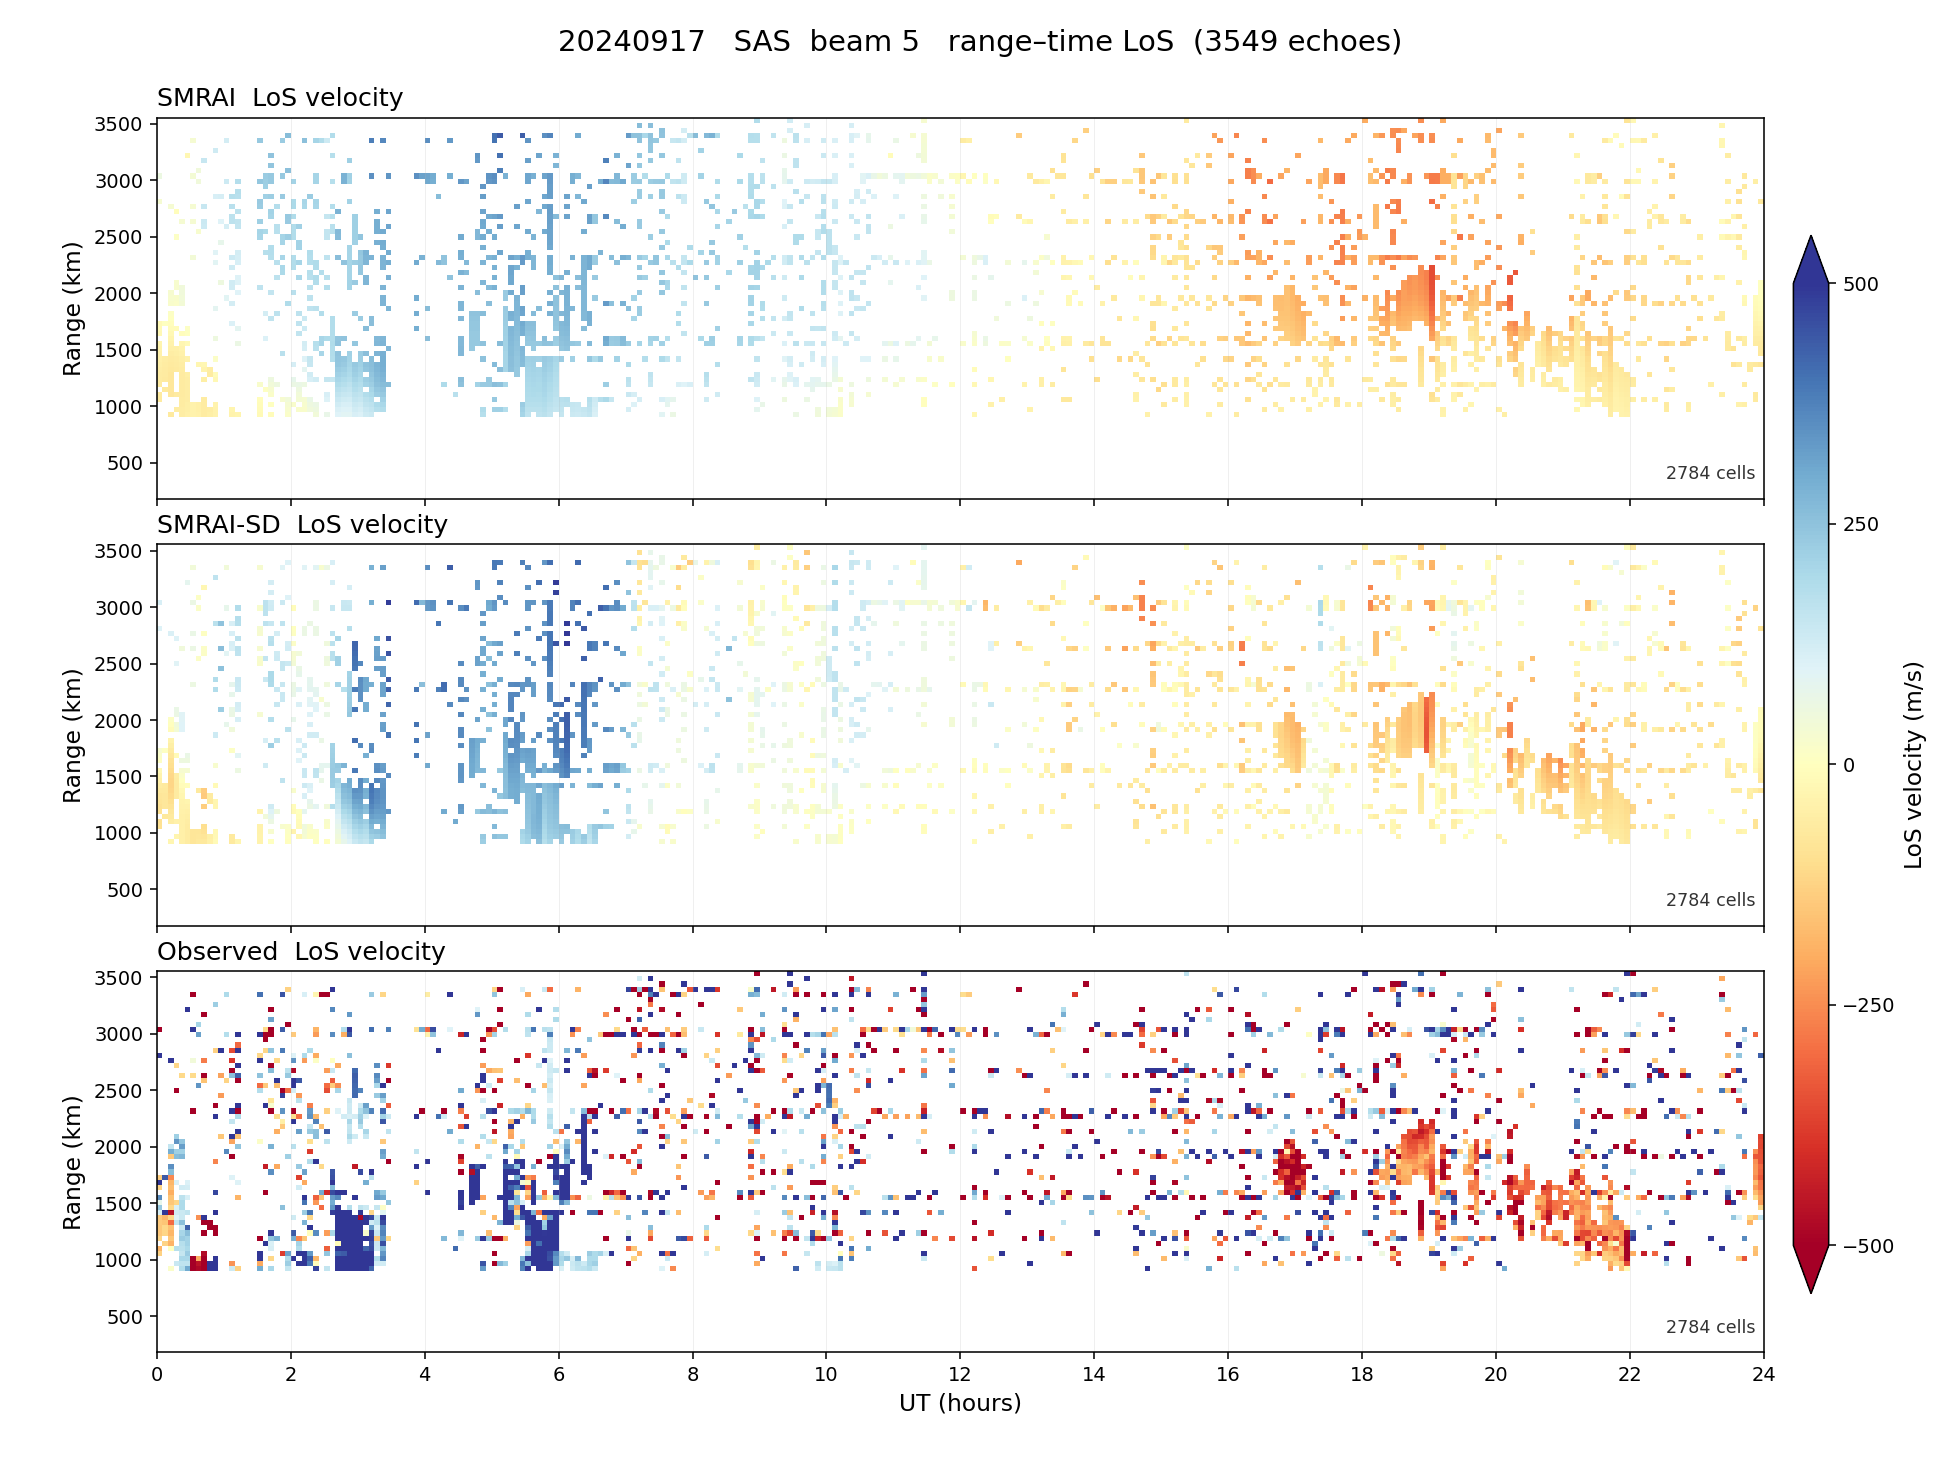 20240917   SAS  beam 5   range–time LoS  (3549 echoes)
SMRAI  LoS velocity
3500
3000
2500
2000
1500
1000
500
Range (km)
2784 cells
SMRAI-SD  LoS velocity
3500
3000
2500
2000
1500
1000
500
Range (km)
2784 cells
Observed  LoS velocity
3500
3000
2500
2000
1500
1000
500
Range (km)
2784 cells
0 2 4 6 8 10 12 14 16 18 20 22 24
UT (hours)
500
250
0
−250
−500
LoS velocity (m/s)